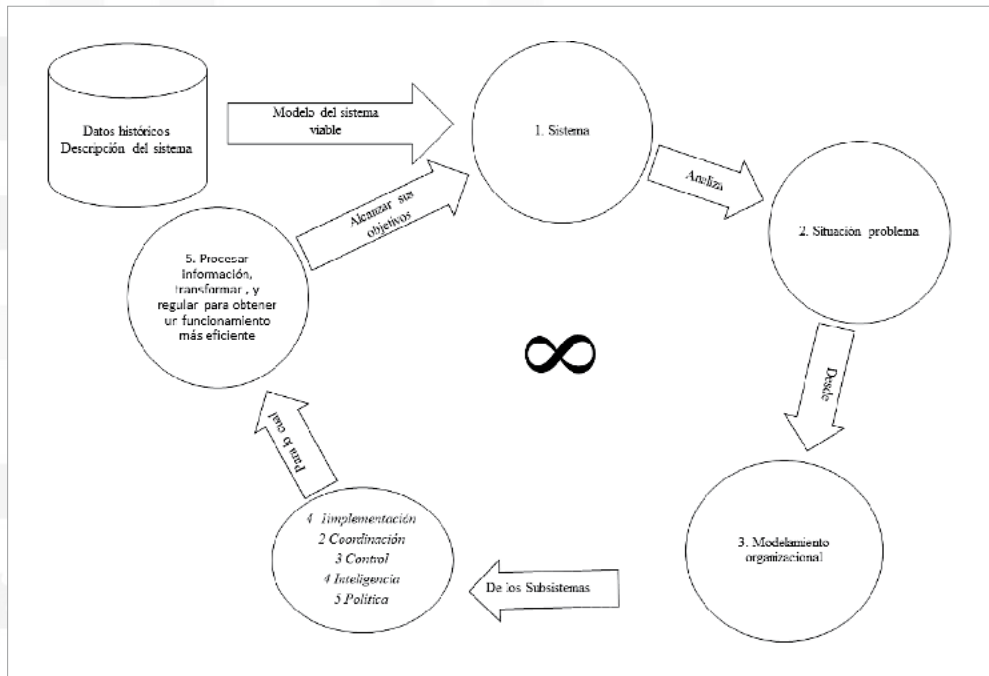 Datos históricos
Descripción del sistema
Modelo del sistema
viable
1. Sistema
Analiza
2. Situación problema
Desde
3. Modelamiento
organizacional
De los Subsistemas
4 1implementación
2 Coordinación
3 Control
4 Inteligencia
5 Política
Para lo cual
5. Procesar
información,
transformar , y
regular para obtener
un funcionamiento
más eficiente
Alcanzar sus
objetivos
∞